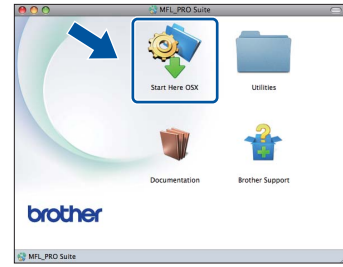 MFL_PRO Suite
Start Here OSX
Utilities
Documentation
Brother Support
brother
MFL_PRO Suite